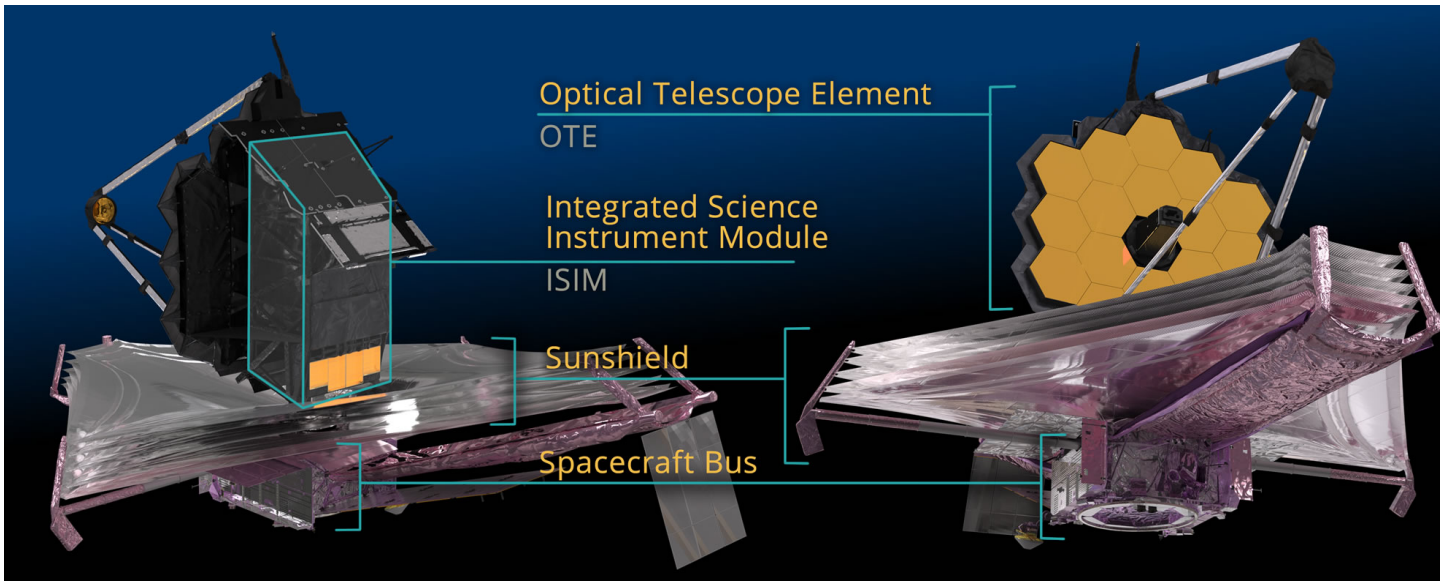 Optical Telescope Element
OTE
Integrated Science
Instrument Module
ISIM
Sunshield
Spacecraft Bus